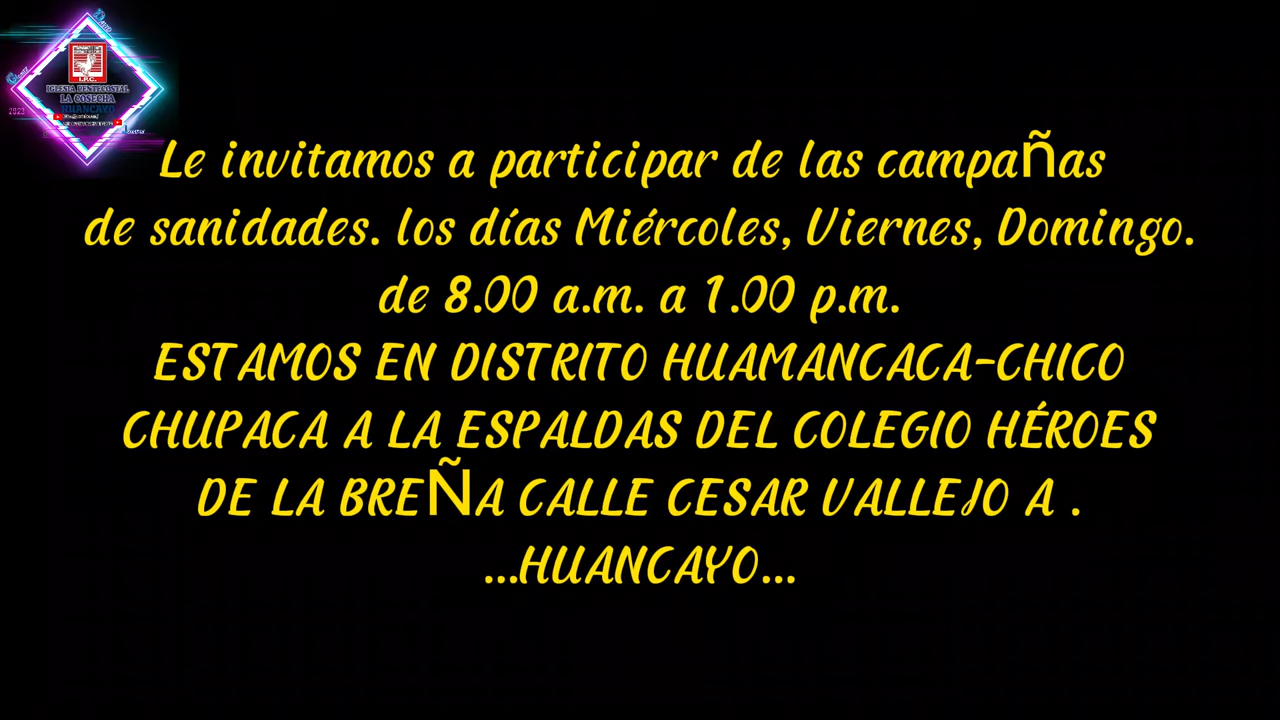 I.P.C.
IGLESIA PENTECOSTAL
LA COSECHA
HUANCAYO
2023
Le invitamos a participar de las campañas
de sanidades. los días Miércoles, Viernes, Domingo.
de 8.00 a.m. a 1.00 p.m.
ESTAMOS EN DISTRITO HUAMANCACA-CHICO
CHUPACA A LA ESPALDAS DEL COLEGIO HÉROES
DE LA BREÑA CALLE CESAR VALLEJO A .
...HUANCAYO...